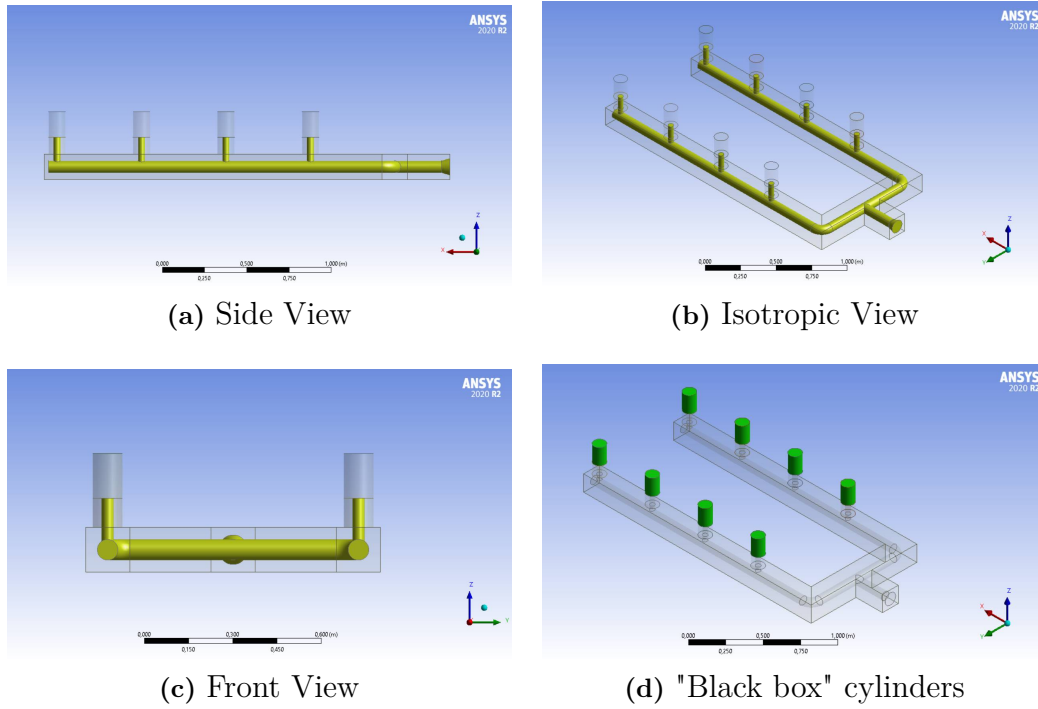 ANSYS
2020 R2
Z
X
0,000 0,500 1,000 (m)
0,250 0,750
(a) Side View
ANSYS
2020 R2
Z
X
Y
0,000 0,500 1,000 (m)
0,250 0,750
(b) Isotropic View
ANSYS
2020 R2
Z
Y
0,000 0,300 0,600 (m)
0,150 0,450
(c) Front View
ANSYS
2020 R2
Z
X
Y
0,000 0,500 1,000 (m)
0,250 0,750
(d) "Black box" cylinders